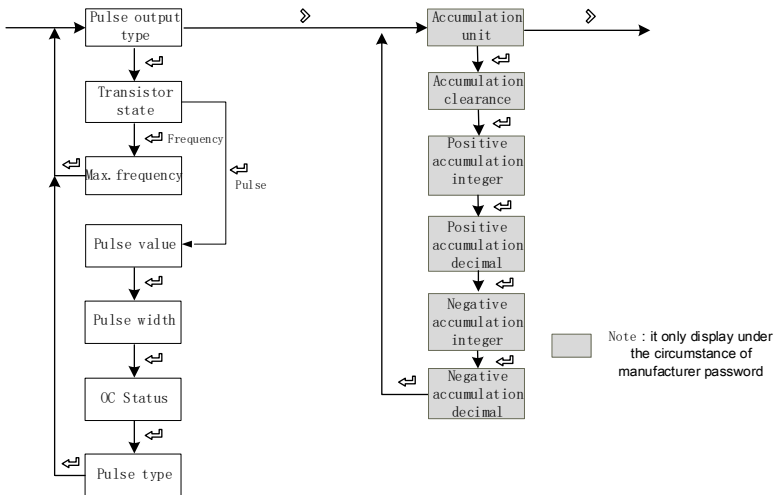 Pulse output
type
Transistor
state
Frequency
Pulse
Max. frequency
Pulse value
Pulse width
OC Status
Pulse type
Accumulation
unit
Accumulation
clearance
Positive
accumulation
integer
Positive
accumulation
decimal
Negative
accumulation
integer
Negative
accumulation
decimal
Note : it only display under
the circumstance of
manufacturer password